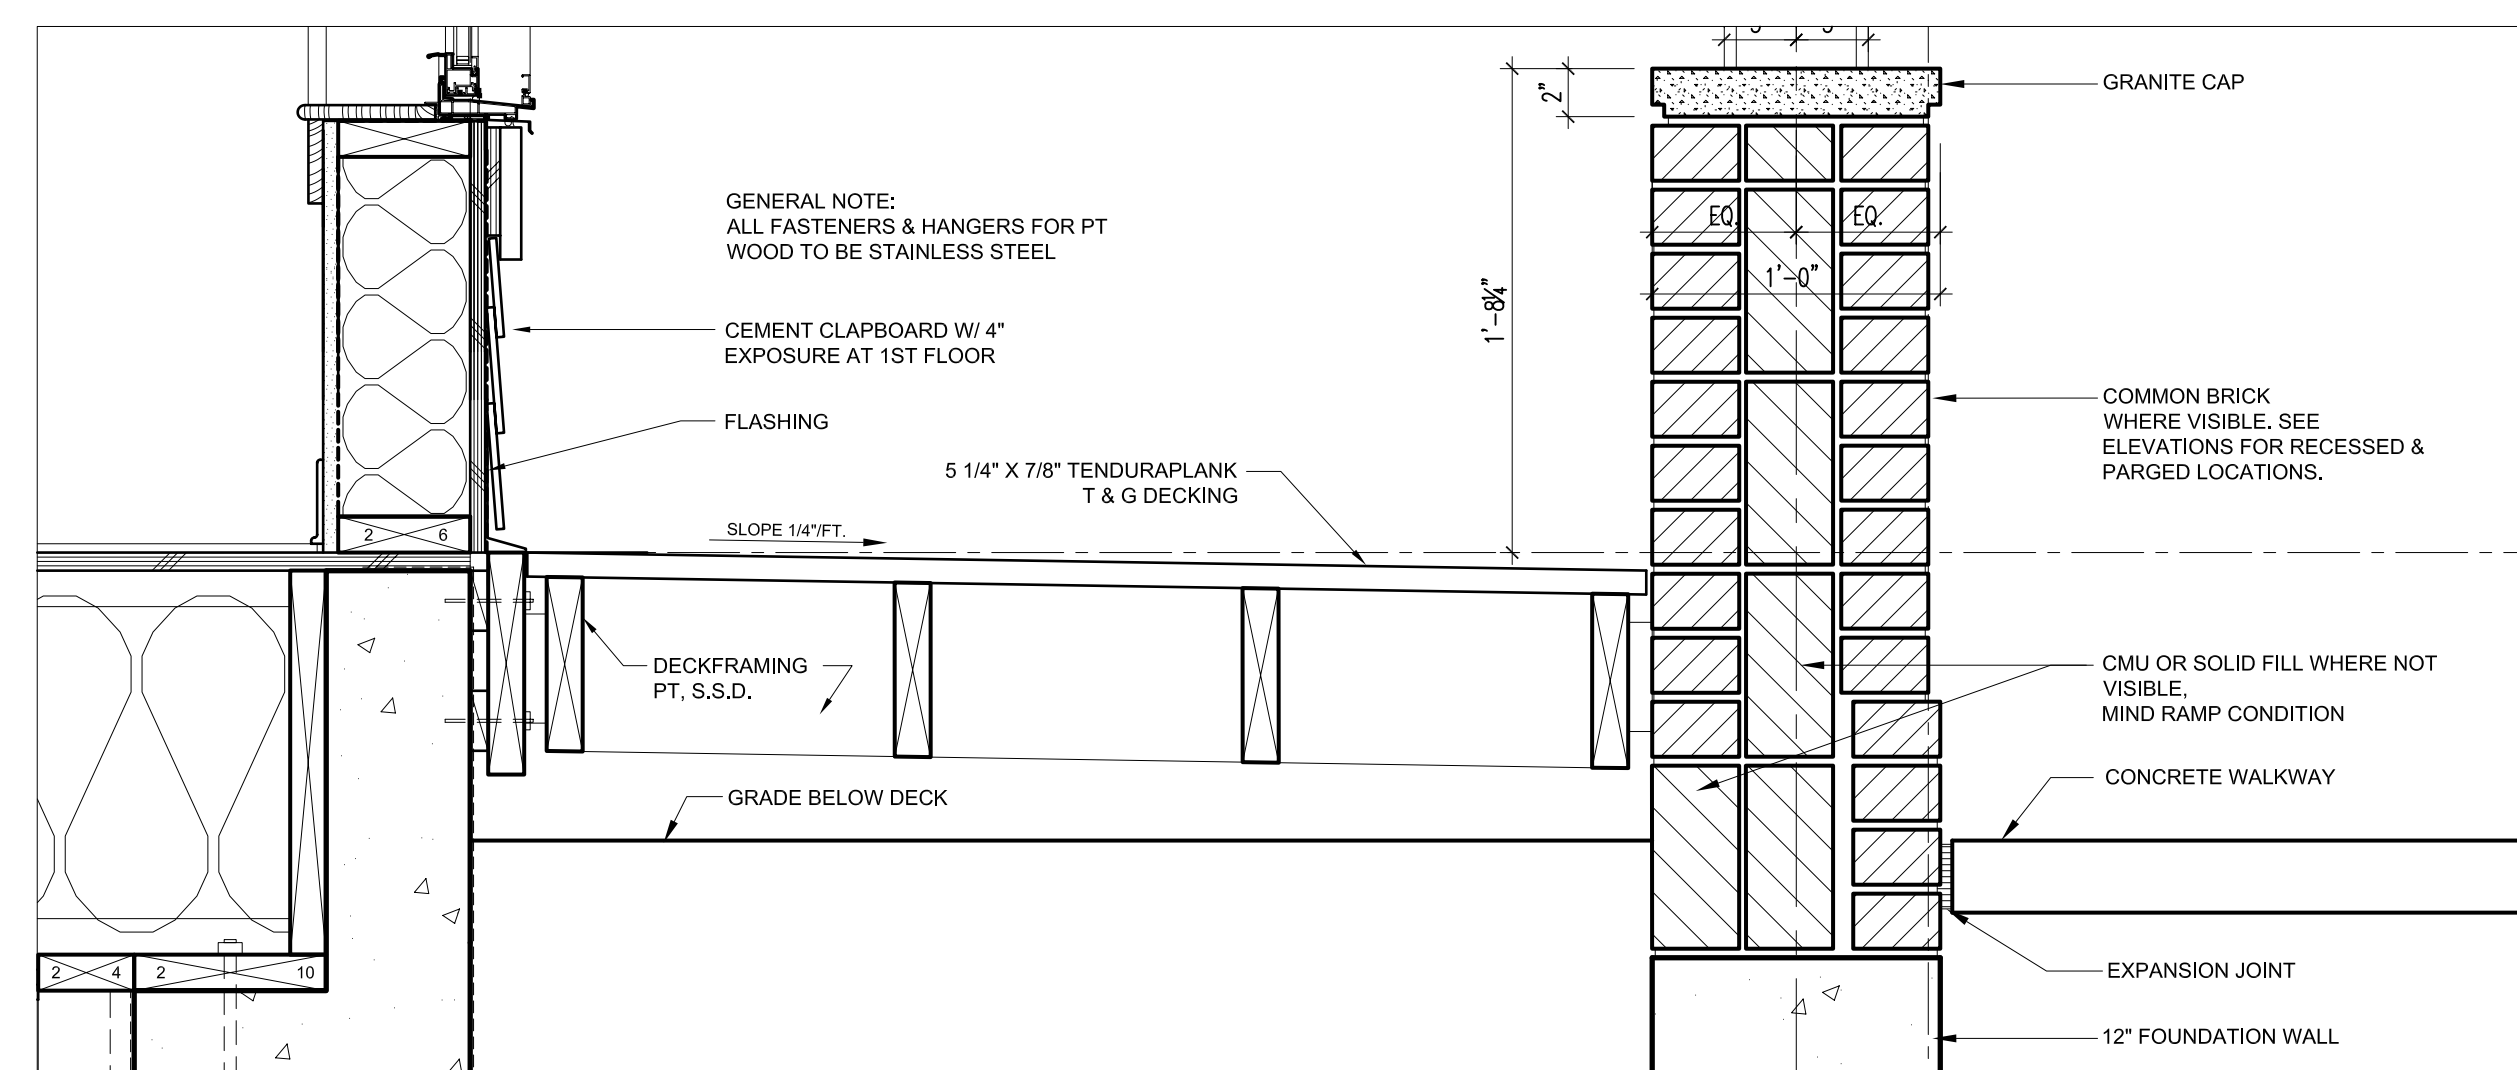 2"
GRANITE CAP
GENERAL NOTE:
ALL FASTENERS & HANGERS FOR PT
WOOD TO BE STAINLESS STEEL
EQ.
EQ.
1'-0"
1'-8¼"
CEMENT CLAPBOARD W/ 4"
EXPOSURE AT 1ST FLOOR
COMMON BRICK
WHERE VISIBLE. SEE
ELEVATIONS FOR RECESSED &
PARGED LOCATIONS.
FLASHING
5 1/4" X 7/8" TENDURAPLANK
T & G DECKING
SLOPE 1/4"/FT.
2 6
DECKFRAMING
PT, S.S.D.
CMU OR SOLID FILL WHERE NOT
VISIBLE,
MIND RAMP CONDITION
CONCRETE WALKWAY
GRADE BELOW DECK
2 4 2 10
EXPANSION JOINT
12" FOUNDATION WALL